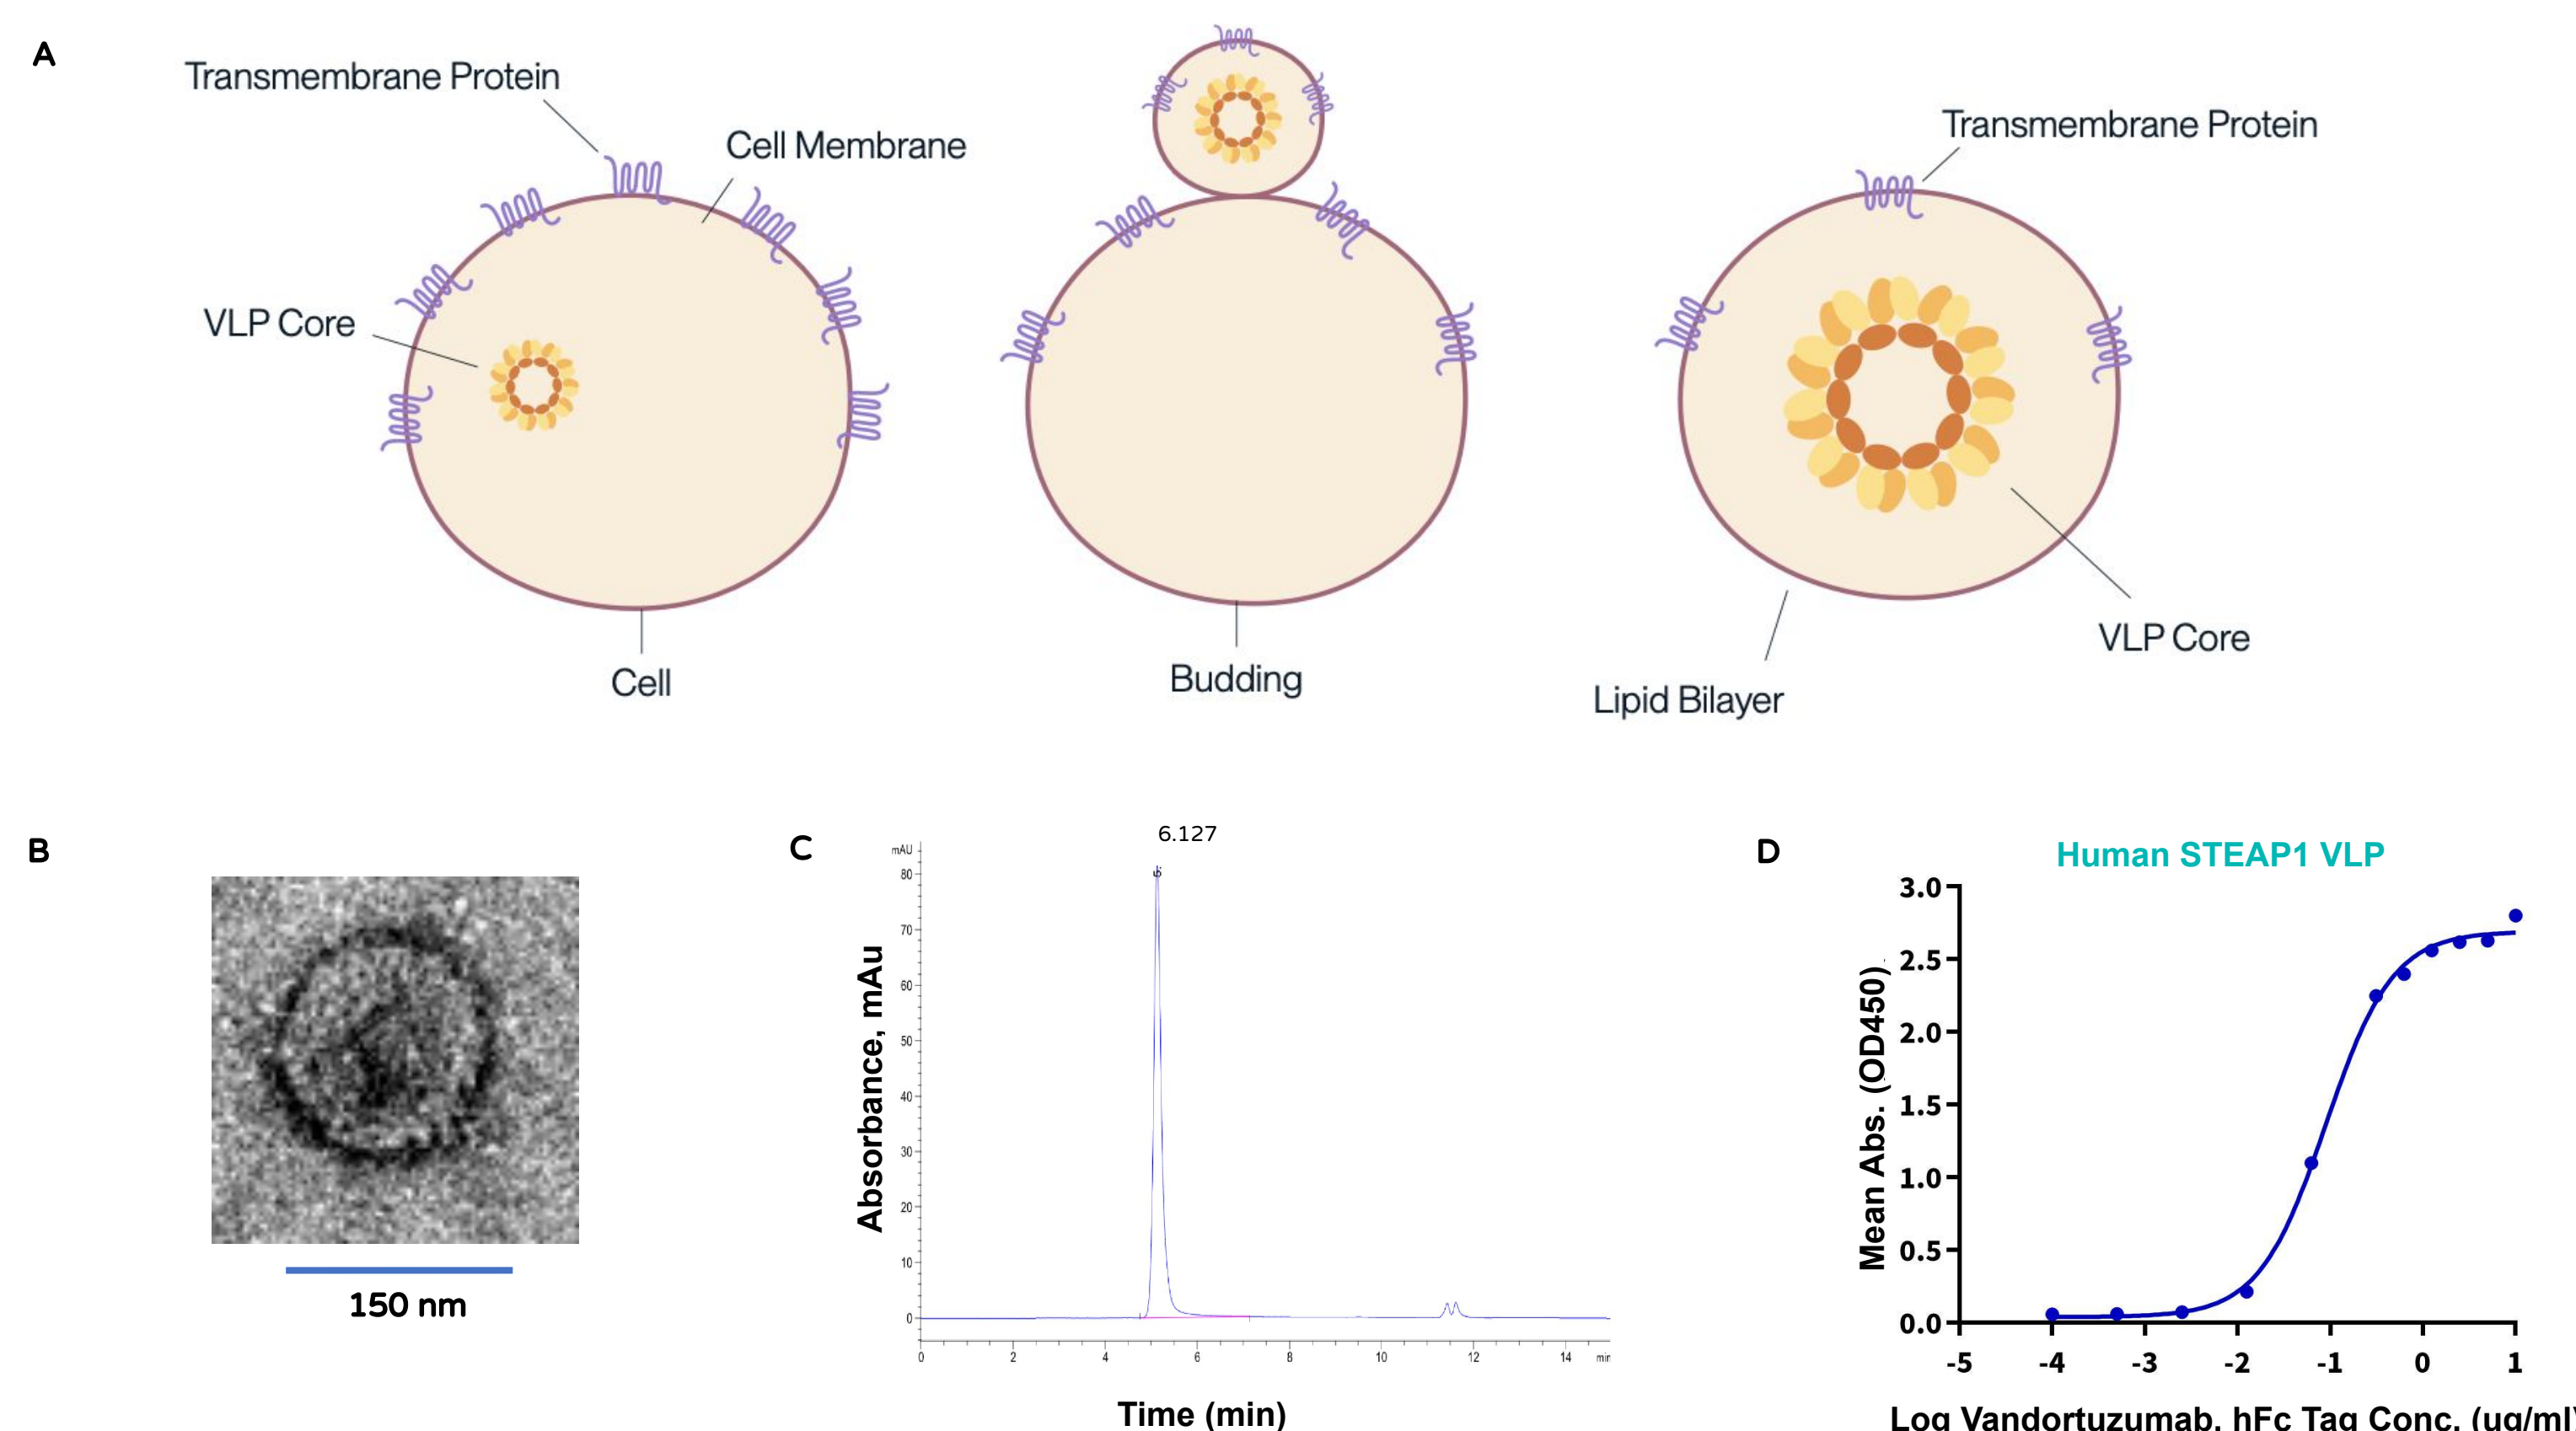 A
Transmembrane Protein
Cell Membrane
VLP Core
Cell
Budding
Transmembrane Protein
VLP Core
Lipid Bilayer
B
150 nm
C
6.127
mAU
6.
80
70
60
50
40
30
20
10
0
Absorbance, mAu
0 2 4 6 8 10 12 14 min
Time (min)
D
Human STEAP1 VLP
3.0
2.5
2.0
1.5
1.0
0.5
0.0
Mean Abs. (OD450)
-5 -4 -3 -2 -1 0 1
Log Vandortuzumab, hFc Tag Conc. (ug/ml)